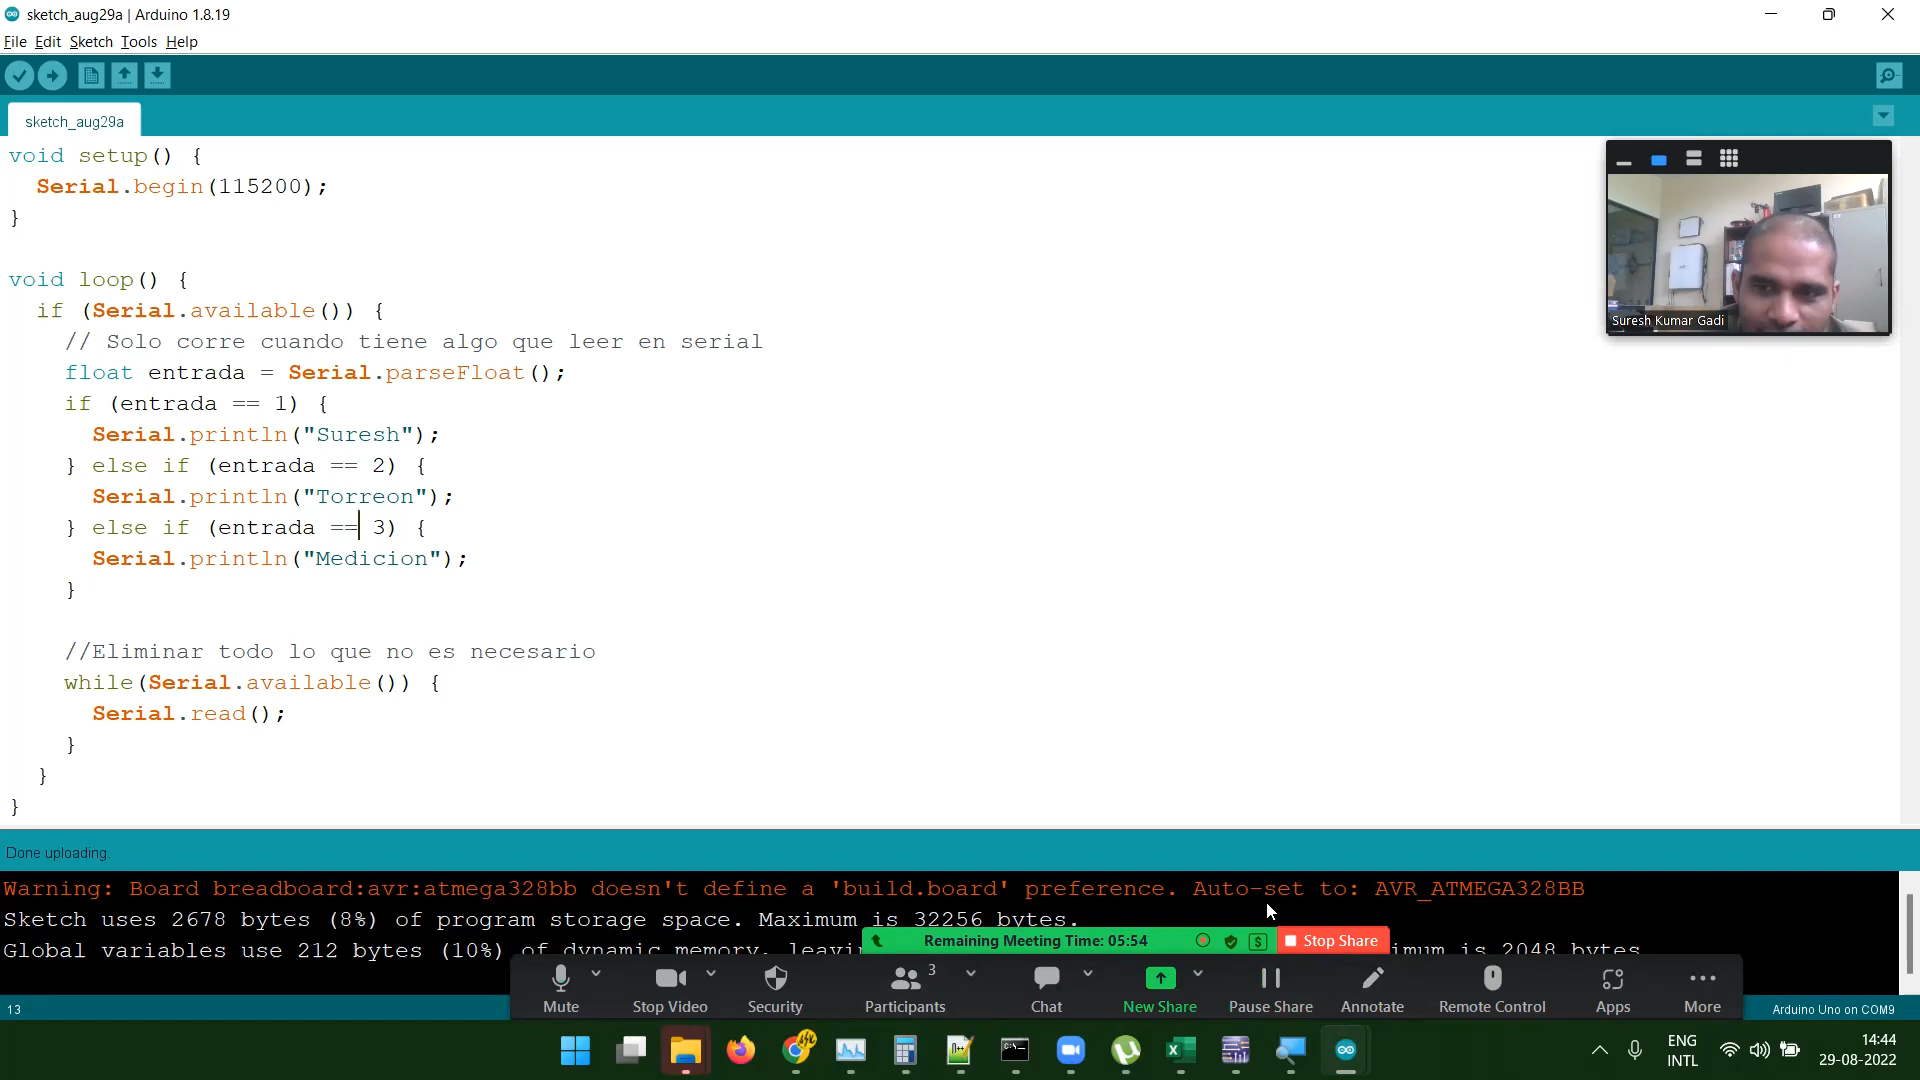 sketch_aug29a | Arduino 1.8.19
File Edit Sketch Tools Help
sketch_aug29a
void setup() {
Serial.begin(115200);
}
void loop() {
if (Serial.available()) {
// Solo corre cuando tiene algo que leer en serial
float entrada = Serial.parseFloat();
if (entrada == 1) {
Serial.println("Suresh");
} else if (entrada == 2) {
Serial.println("Torreon");
} else if (entrada == 3) {
Serial.println("Medicion");
}
//Eliminar todo lo que no es necesario
while(Serial.available()) {
Serial.read();
}
}
}
Suresh Kumar Gadi
Done uploading.
Warning: Board breadboard:avr:atmega328bb doesn't define a 'build.board' preference. Auto-set to: AVR_ATMEGA328BB
Sketch uses 2678 bytes (8%) of program storage space. Maximum is 32256 bytes.
Global variables use 212 bytes (10%) of dynamic memory, imum is 2048 bytes
Remaining Meeting Time: 05:54
Stop Share
3
Mute Stop Video Security Participants Chat New Share Pause Share Annotate Remote Control Apps More
13
Arduino Uno on COM9
ENG
INTL
14:44
29-08-2022